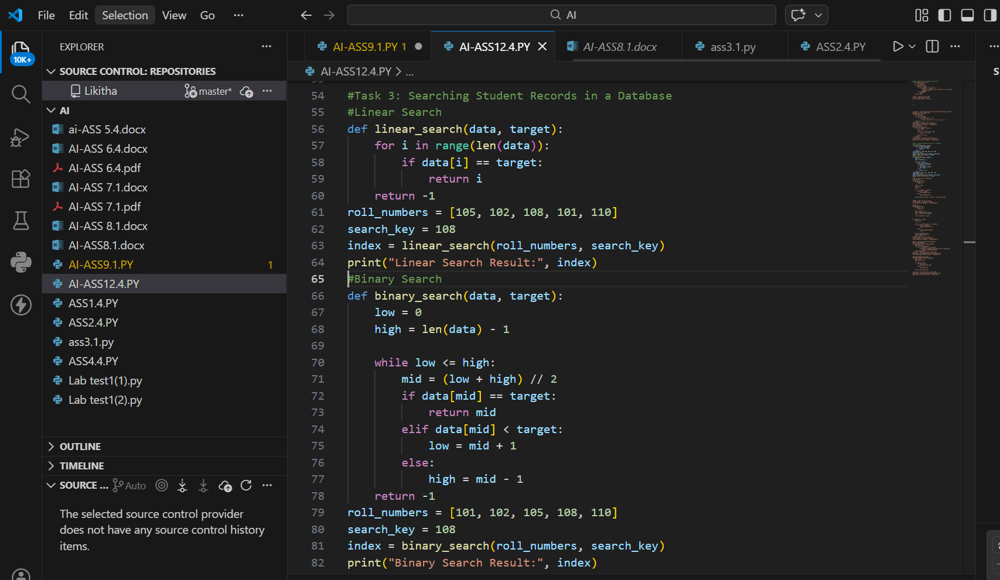 File Edit Selection View Go ...
AI
EXPLORER ...
10K+
SOURCE CONTROL: REPOSITORIES
Likitha master* ...
AI
ai-ASS 5.4.docx
AI-ASS 6.4.docx
AI-ASS 6.4.pdf
AI-ASS 7.1.docx
AI-ASS 7.1.pdf
AI-ASS 8.1.docx
AI-ASS8.1.docx
AI-ASS9.1.PY 1
AI-ASS12.4.PY
ASS1.4.PY
ASS2.4.PY
ass3.1.py
ASS4.4.PY
Lab test1(1).py
Lab test1(2).py
OUTLINE
TIMELINE
SOURCE ... Auto ...
The selected source control provider
does not have any source control history
items.
AI-ASS9.1.PY 1 AI-ASS12.4.PY AI-ASS8.1.docx ass3.1.py ASS2.4.PY ...
AI-ASS12.4.PY > ...
54 #Task 3: Searching Student Records in a Database
55 #Linear Search
56 def linear_search(data, target):
57 for i in range(len(data)):
58 if data[i] == target:
59 return i
60 return -1
61 roll_numbers = [105, 102, 108, 101, 110]
62 search_key = 108
63 index = linear_search(roll_numbers, search_key)
64 print("Linear Search Result:", index)
65 #Binary Search
66 def binary_search(data, target):
67 low = 0
68 high = len(data) - 1
69
70 while low <= high:
71 mid = (low + high) // 2
72 if data[mid] == target:
73 return mid
74 elif data[mid] < target:
75 low = mid + 1
76 else:
77 high = mid - 1
78 return -1
79 roll_numbers = [101, 102, 105, 108, 110]
80 search_key = 108
81 index = binary_search(roll_numbers, search_key)
82 print("Binary Search Result:", index)